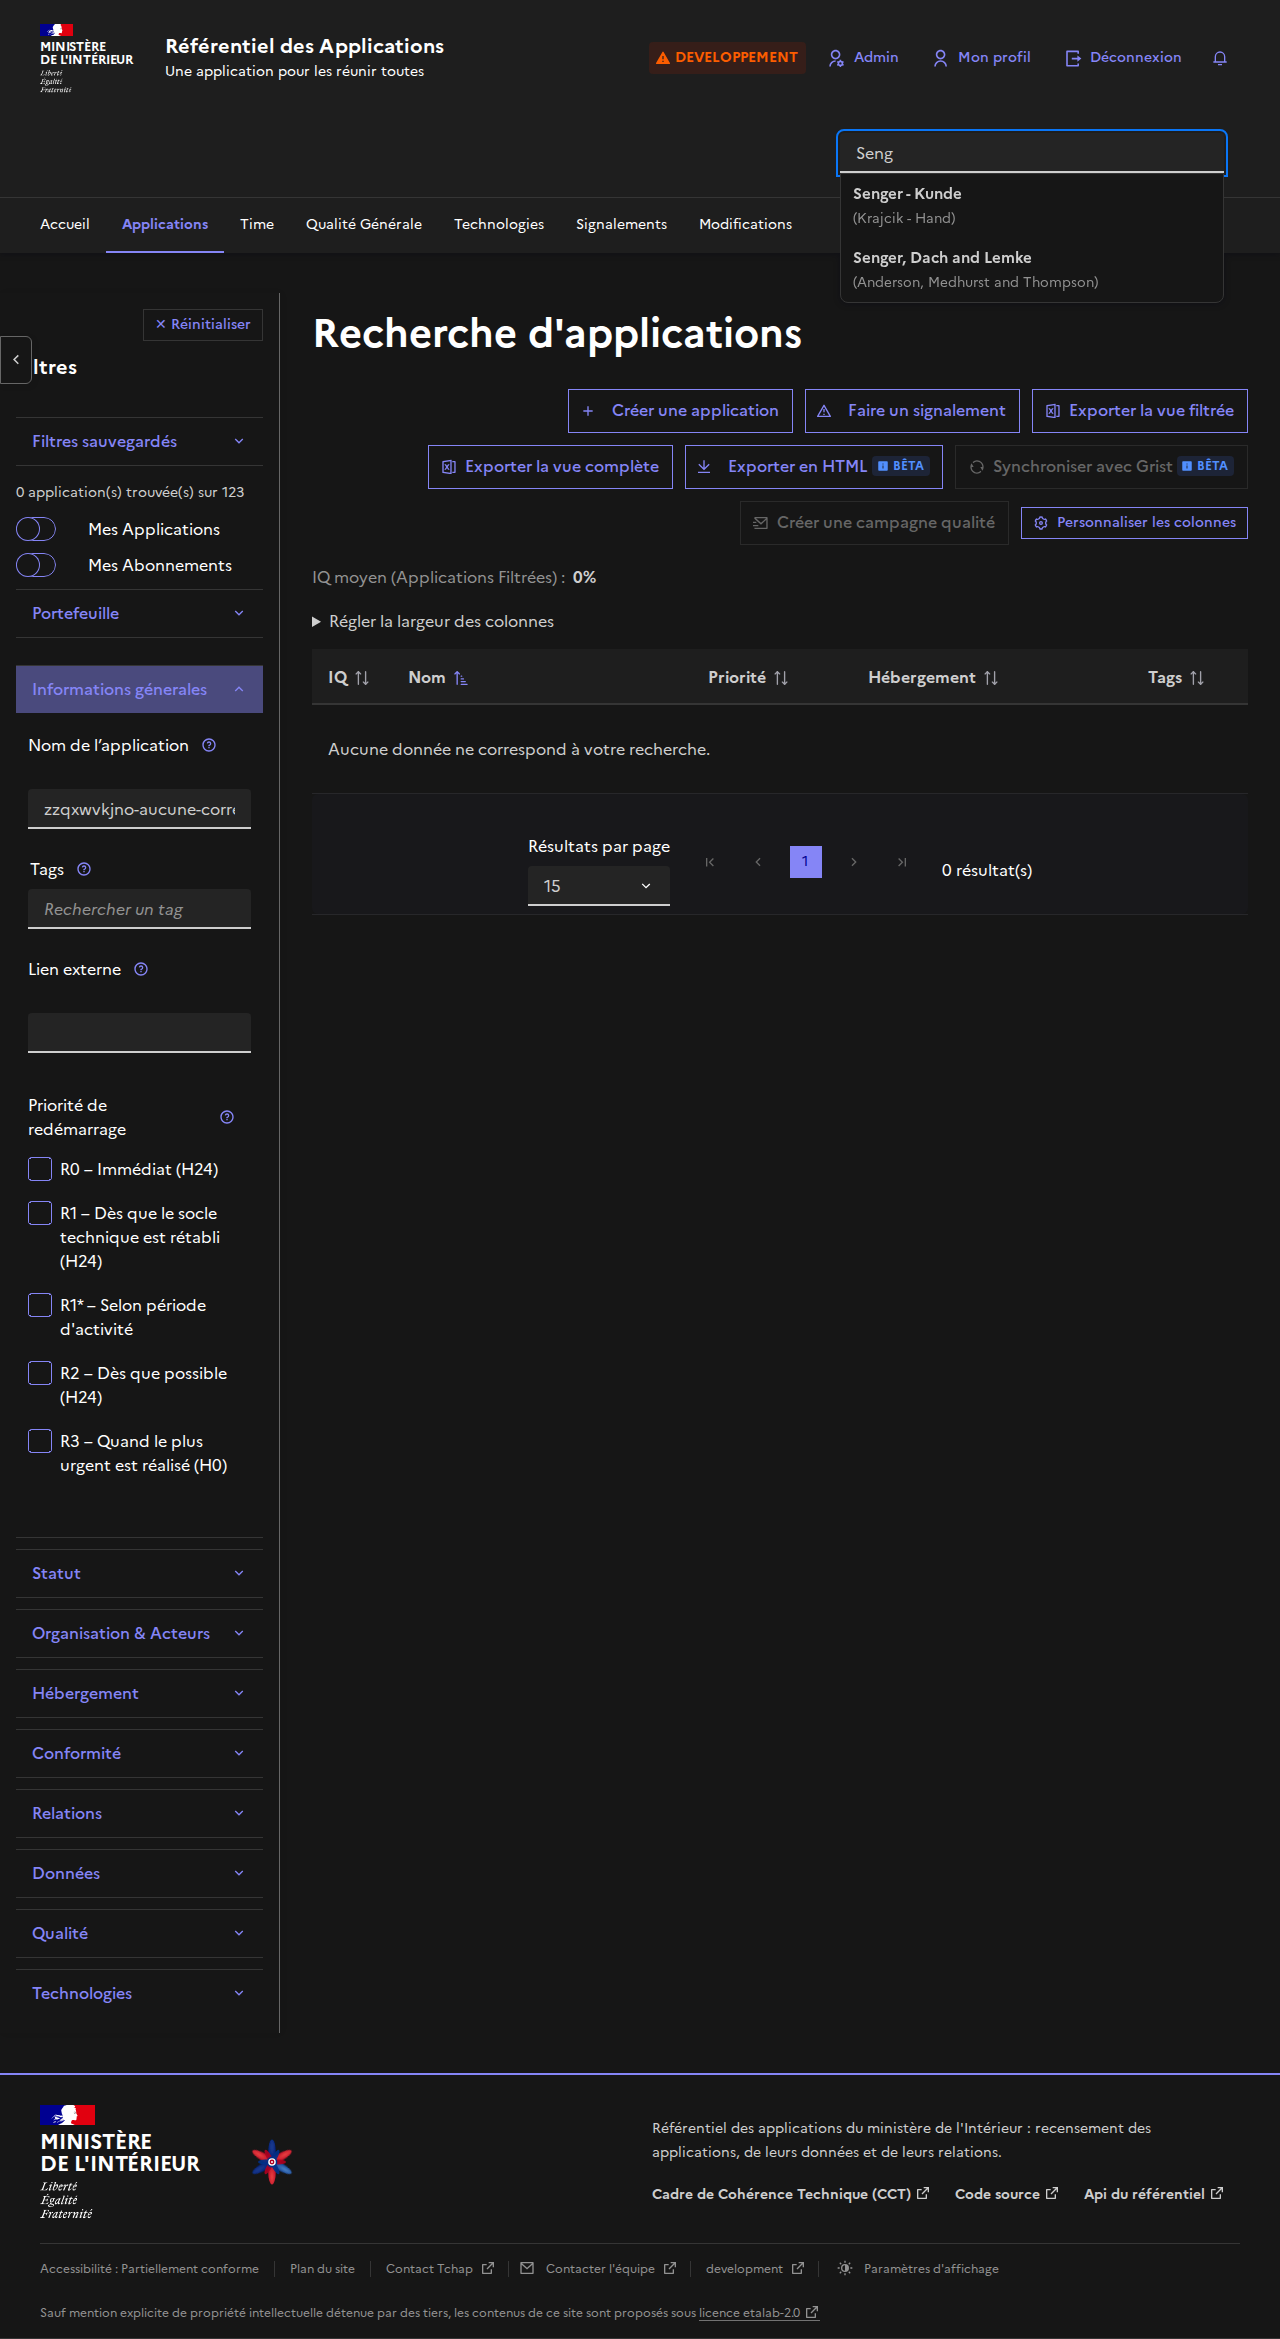 MINISTÈRE
DE L'INTÉRIEUR
Liberté
Égalité
Fraternité
Référentiel des Applications
Une application pour les réunir toutes
DEVELOPPEMENT
Admin
Mon profil
Déconnexion
Seng
Senger - Kunde
(Krajcik - Hand)
Senger, Dach and Lemke
(Anderson, Medhurst and Thompson)
Accueil
Applications
Time
Qualité Générale
Technologies
Signalements
Modifications
Réinitialiser
ltres
Filtres sauvegardés
0 application(s) trouvée(s) sur 123
Mes Applications
Mes Abonnements
Portefeuille
Informations génerales
Nom de l’application
zzqxwvkjno-aucune-corre
Tags
Rechercher un tag
Lien externe
Priorité de
redémarrage
R0 – Immédiat (H24)
R1 – Dès que le socle
technique est rétabli
(H24)
R1* – Selon période
d'activité
R2 – Dès que possible
(H24)
R3 – Quand le plus
urgent est réalisé (H0)
Statut
Organisation & Acteurs
Hébergement
Conformité
Relations
Données
Qualité
Technologies
Recherche d'applications
Créer une application
Faire un signalement
Exporter la vue filtrée
Exporter la vue complète
Exporter en HTML BÊTA
Synchroniser avec Grist BÊTA
Créer une campagne qualité
Personnaliser les colonnes
IQ moyen (Applications Filtrées) : 0%
Régler la largeur des colonnes
IQ
Nom
Priorité
Hébergement
Tags
Aucune donnée ne correspond à votre recherche.
Résultats par page
15
1
0 résultat(s)
MINISTÈRE
DE L'INTÉRIEUR
Liberté
Égalité
Fraternité
Référentiel des applications du ministère de l'Intérieur : recensement des
applications, de leurs données et de leurs relations.
Cadre de Cohérence Technique (CCT)
Code source
Api du référentiel
Accessibilité : Partiellement conforme
Plan du site
Contact Tchap
Contacter l'équipe
development
Paramètres d'affichage
Sauf mention explicite de propriété intellectuelle détenue par des tiers, les contenus de ce site sont proposés sous licence etalab-2.0